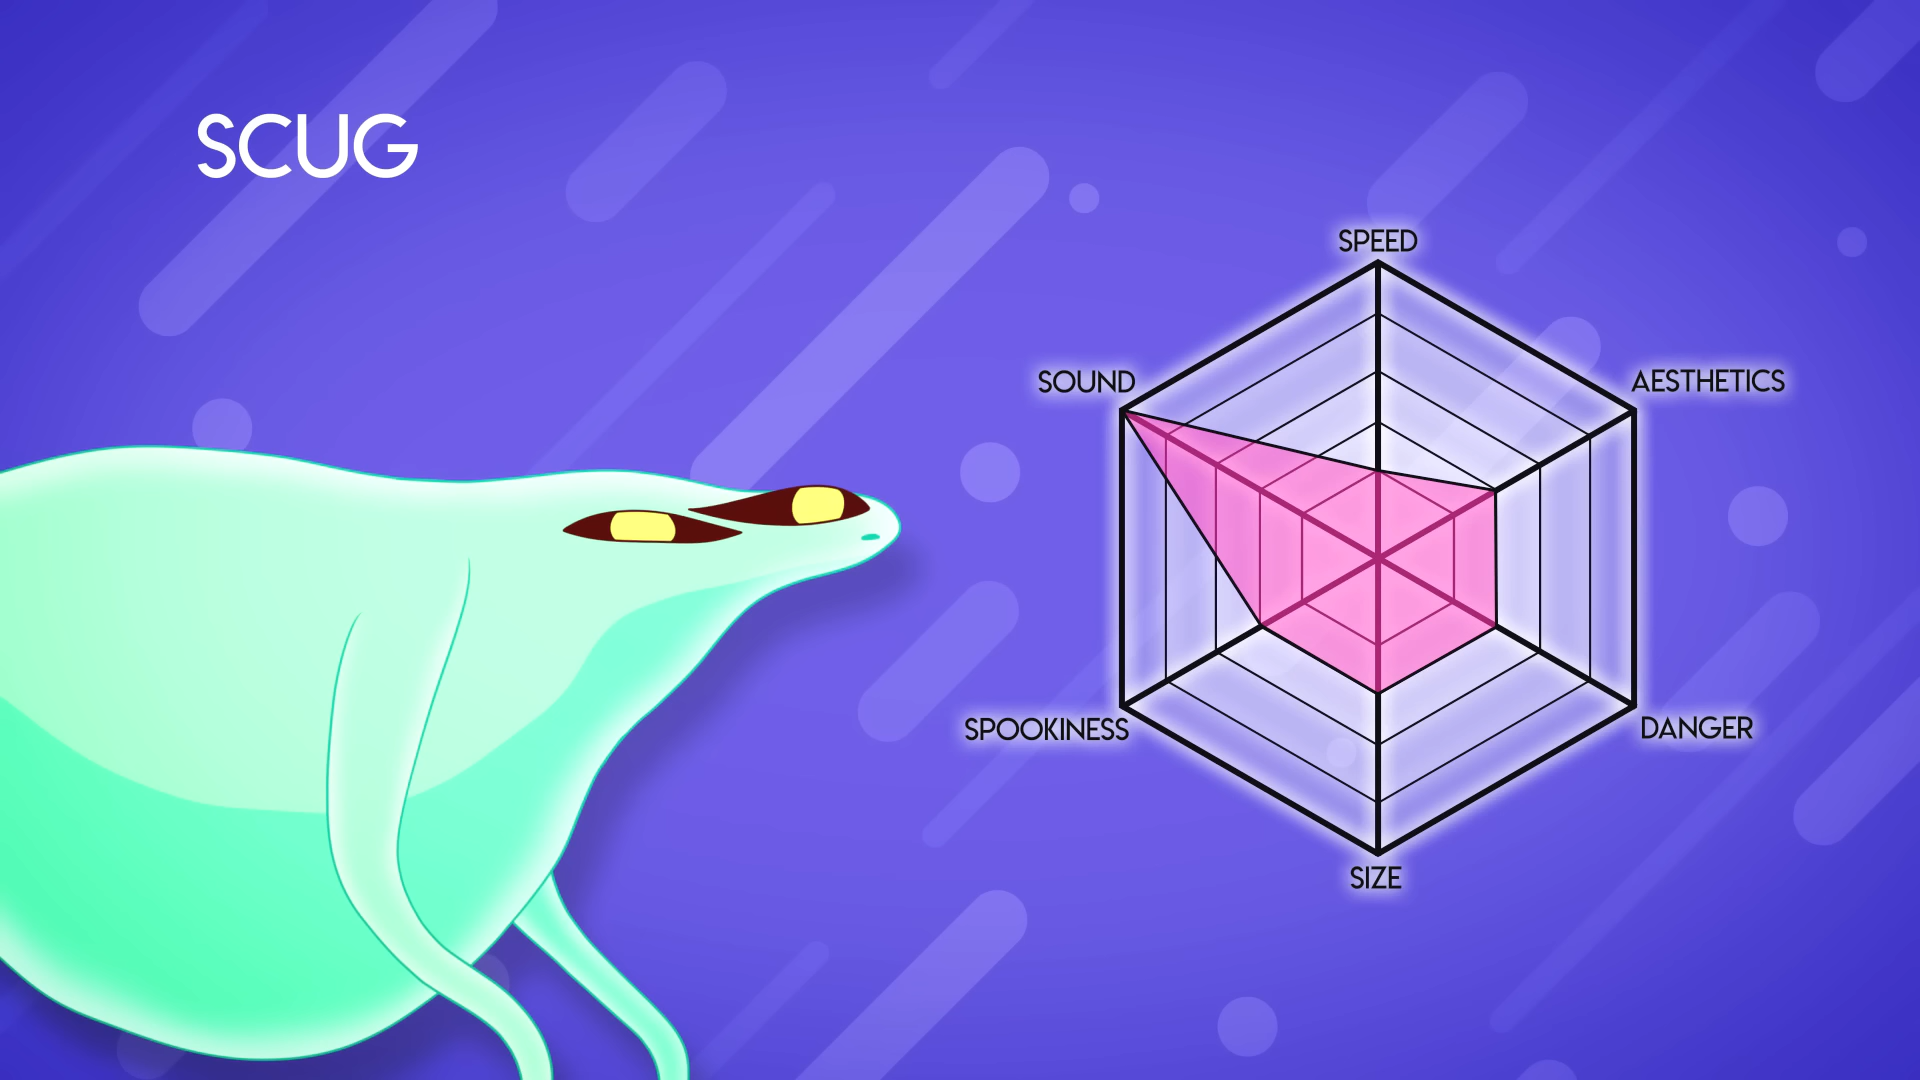 SCUG
SPEED
SOUND
AESTHETICS
SPOOKINESS
DANGER
SIZE